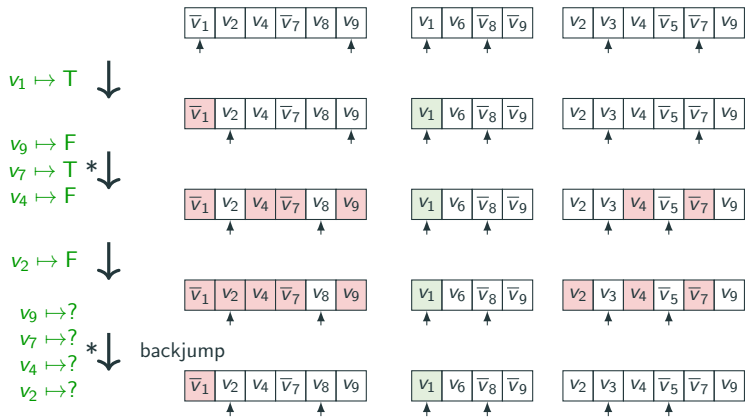 v̅₁ v₂ v₄ v̅₇ v₈ v₉ v₁ v₆ v̅₈ v̅₉ v₂ v₃ v₄ v̅₅ v̅₇ v₉
v₁ ↦ T
v̅₁ v₂ v₄ v̅₇ v₈ v₉ v₁ v₆ v̅₈ v̅₉ v₂ v₃ v₄ v̅₅ v̅₇ v₉
v₉ ↦ F
v₇ ↦ T *
v₄ ↦ F
v̅₁ v₂ v₄ v̅₇ v₈ v₉ v₁ v₆ v̅₈ v̅₉ v₂ v₃ v₄ v̅₅ v̅₇ v₉
v₂ ↦ F
v̅₁ v₂ v₄ v̅₇ v₈ v₉ v₁ v₆ v̅₈ v̅₉ v₂ v₃ v₄ v̅₅ v̅₇ v₉
v₉ ↦?
v₇ ↦?
* backjump
v₄ ↦?
v₂ ↦?
v̅₁ v₂ v₄ v̅₇ v₈ v₉ v₁ v₆ v̅₈ v̅₉ v₂ v₃ v₄ v̅₅ v̅₇ v₉